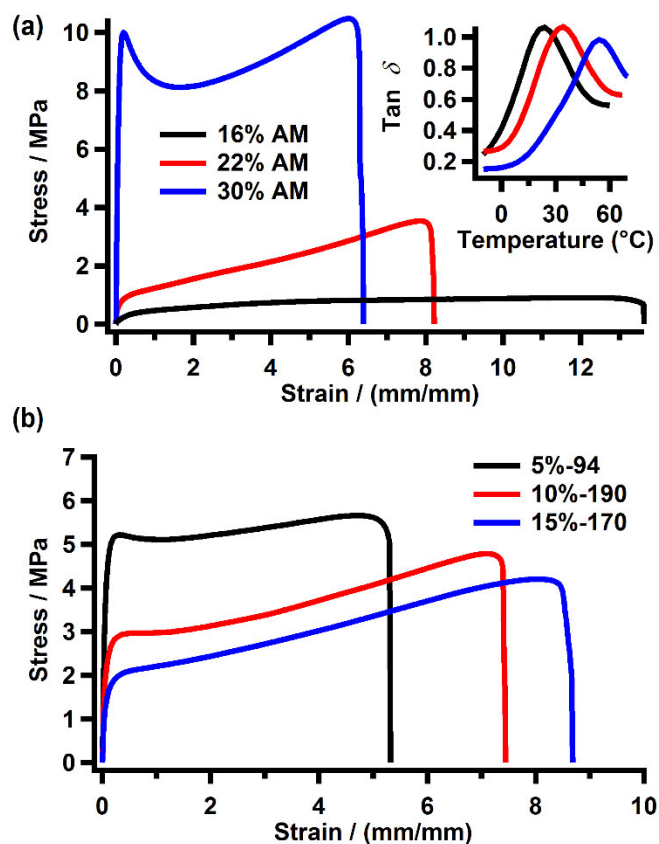 (a)
10
8
6
4
2
0
Stress / MPa
16% AM
22% AM
30% AM
1.0
0.8
0.6
0.4
0.2
Tan δ
0 30 60
Temperature (°C)
0 2 4 6 8 10 12
Strain / (mm/mm)
(b)
7
6
5
4
3
2
1
0
Stress / MPa
5%-94
10%-190
15%-170
0 2 4 6 8 10
Strain / (mm/mm)